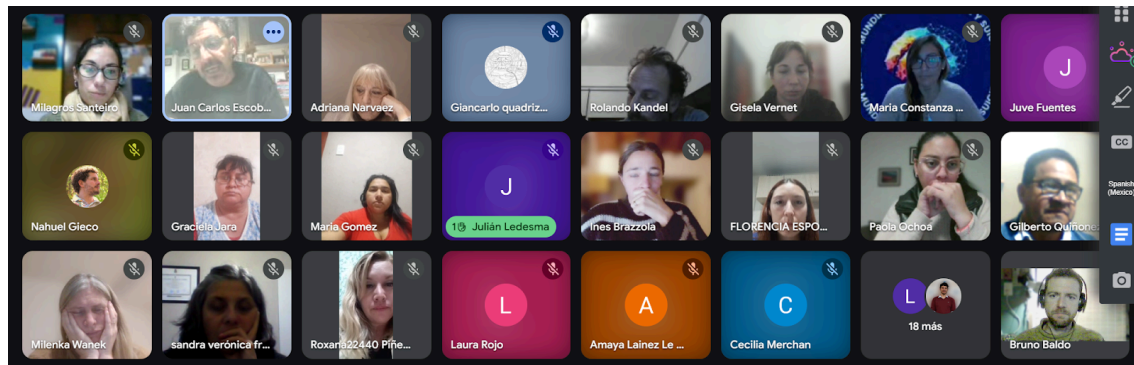 Milagros Santeiro
Juan Carlos Escob...
Adriana Narvaez
Giancarlo quadriz...
Rolando Kandel
Gisela Vernet
Maria Constanza ...
J
Juve Fuentes
CC
Spanish
(Mexico)
Nahuel Gieco
Graciela Jara
Maria Gomez
J
1 Julián Ledesma
Ines Brazzola
FLORENCIA ESPO...
Paola Ochoa
Gilberto Quiñone
Milenka Wanek
sandra verónica fr...
Roxana22440 Piñe...
L
Laura Rojo
A
Amaya Lainez Le ...
C
Cecilia Merchan
L
18 más
Bruno Baldo